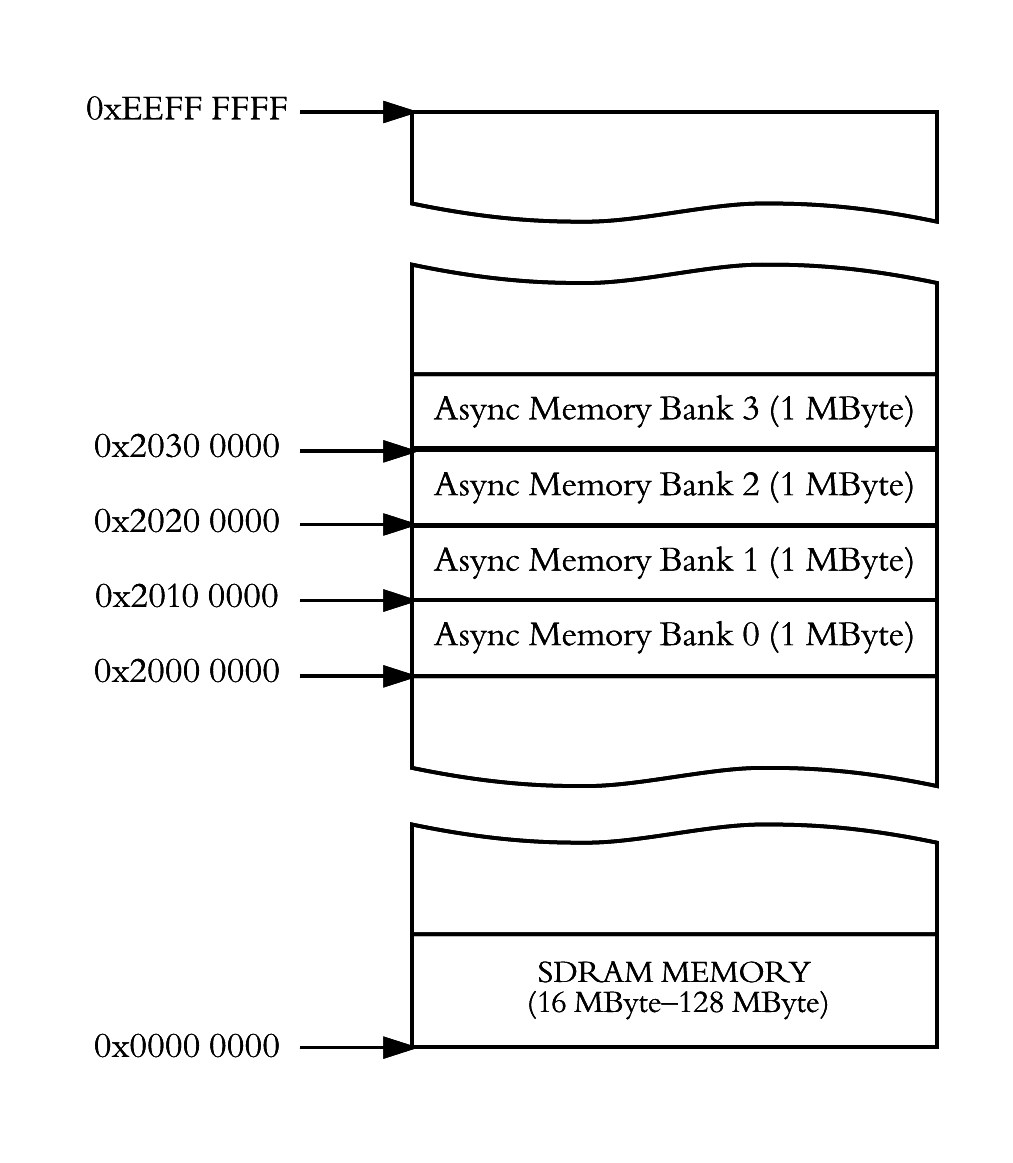 0xEEFF FFFF
Async Memory Bank 3 (1 MByte)
0x2030 0000
Async Memory Bank 2 (1 MByte)
0x2020 0000
Async Memory Bank 1 (1 MByte)
0x2010 0000
Async Memory Bank 0 (1 MByte)
0x2000 0000
SDRAM MEMORY
(16 MByte–128 MByte)
0x0000 0000